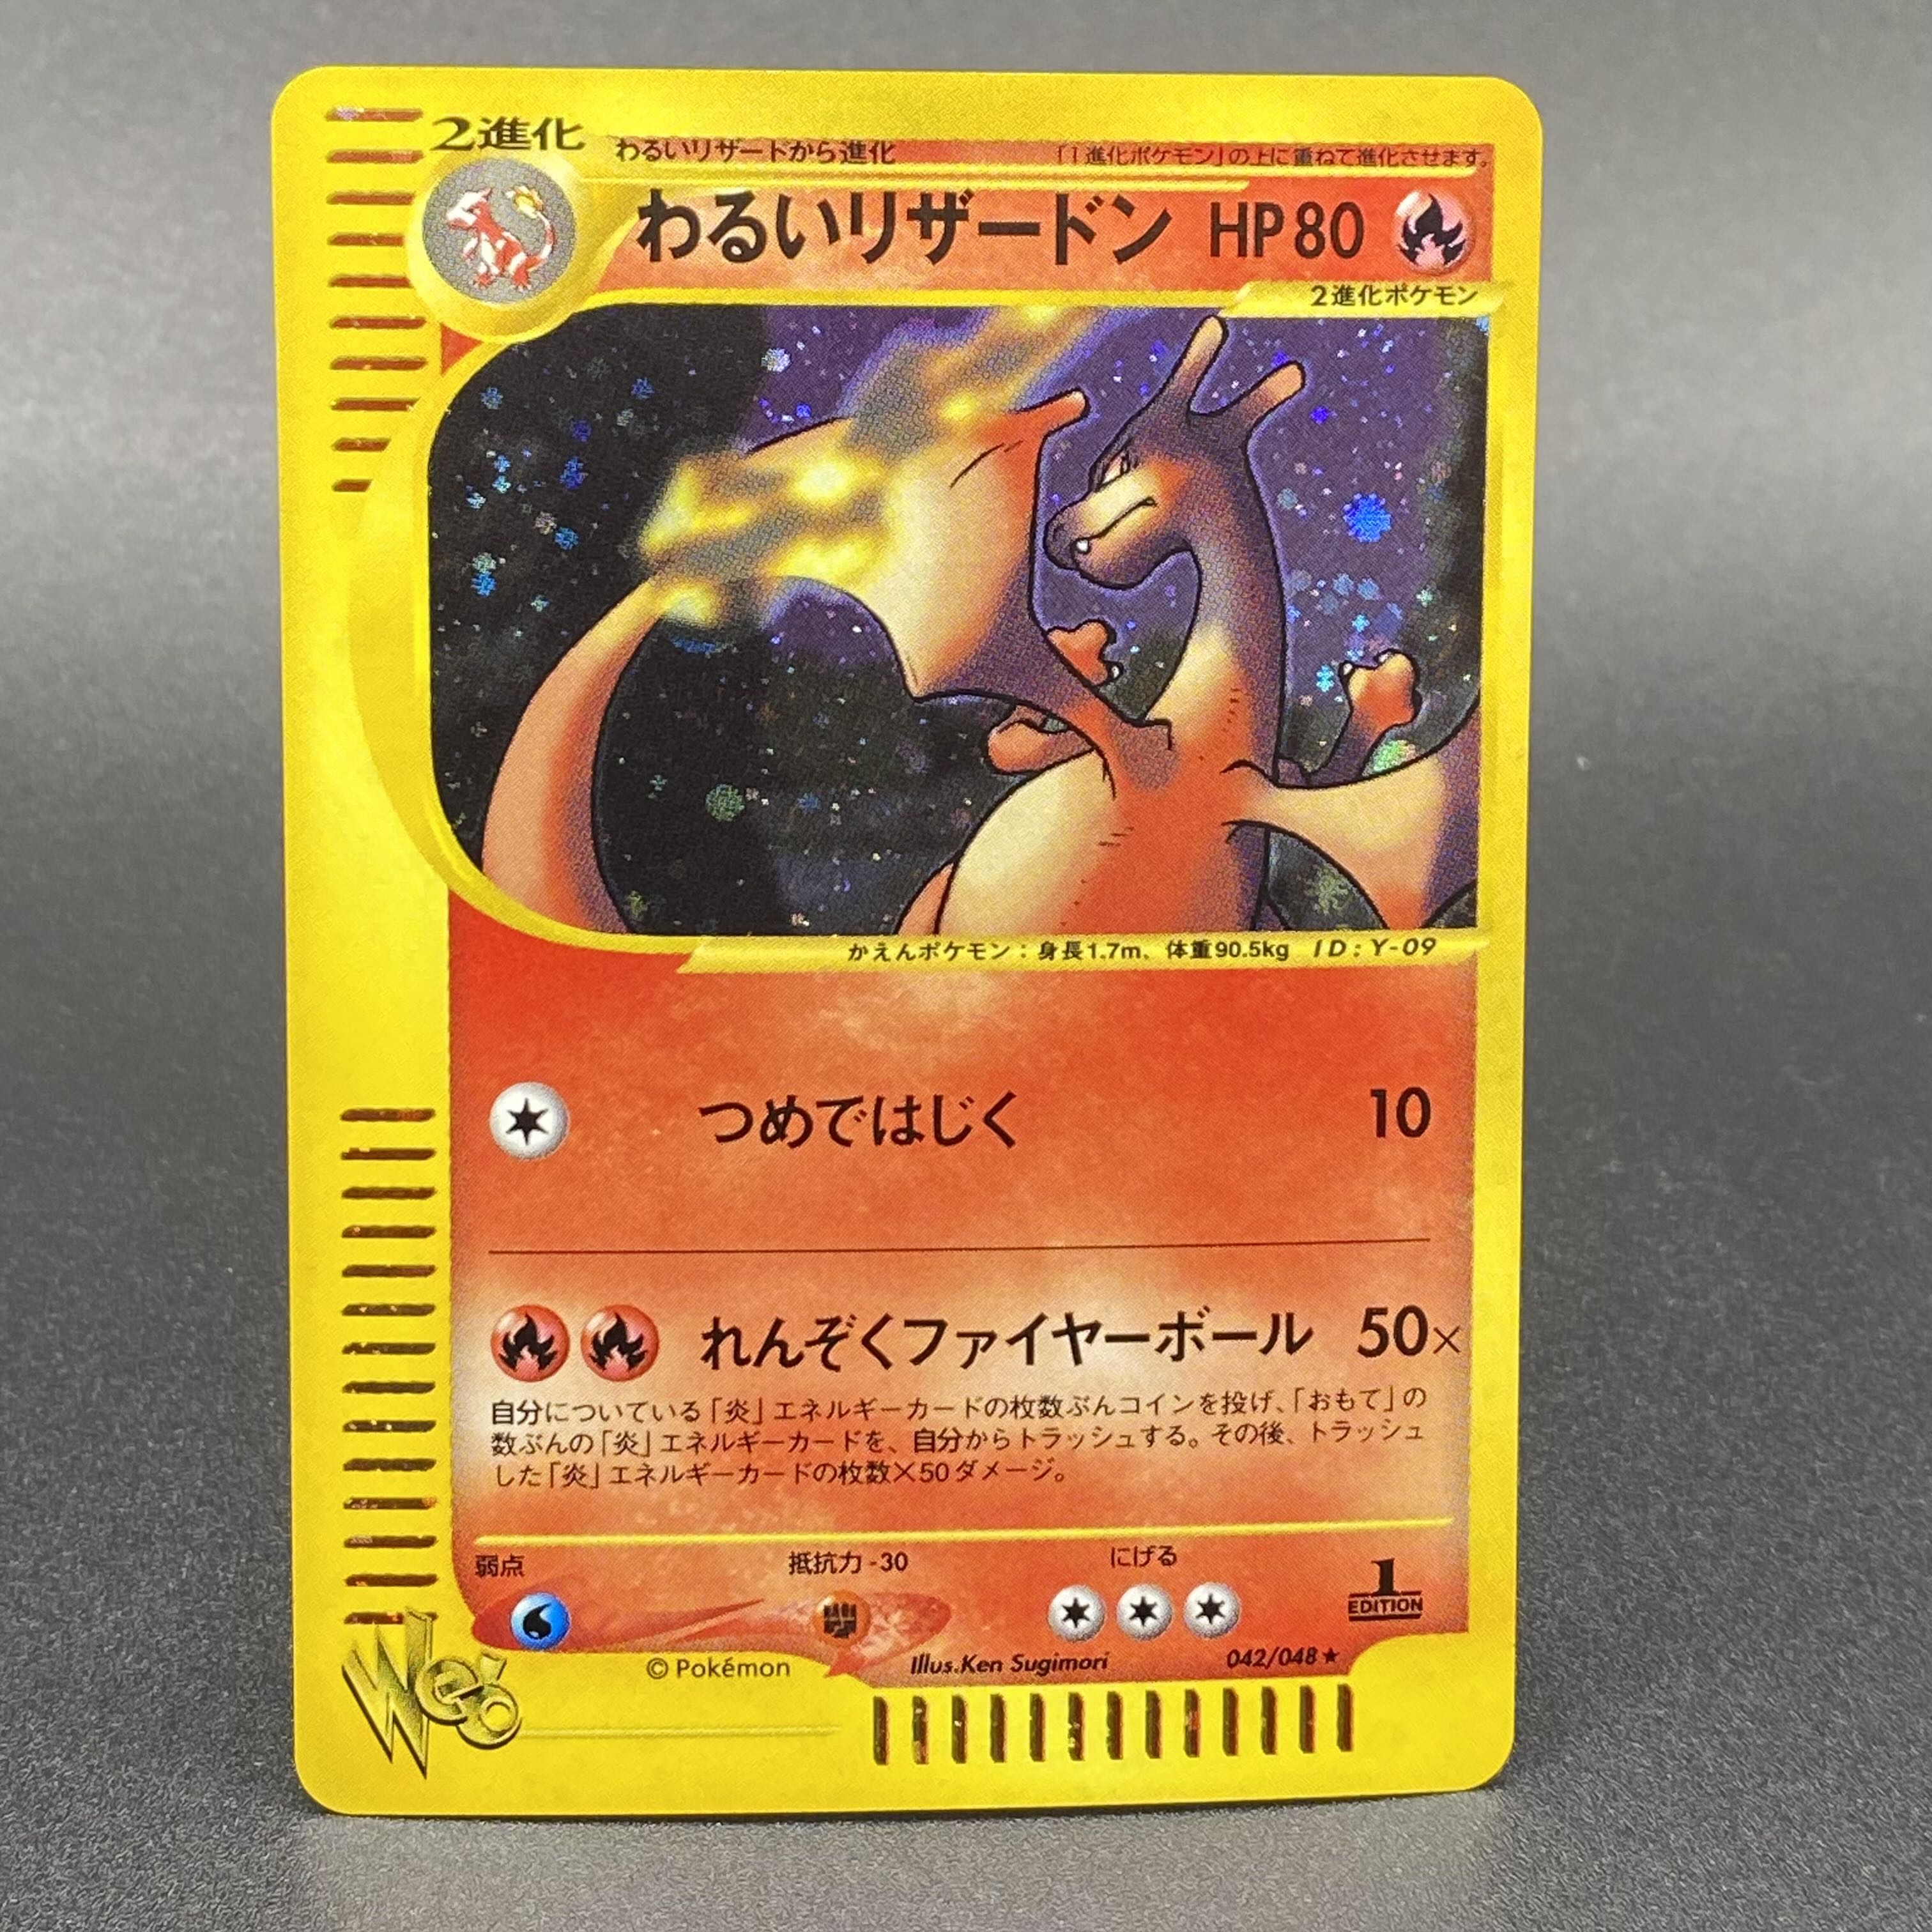 2進化
わるいリザードから進化 「1進化ポケモン」の上に重ねて進化させます。
わるいリザードン HP80
2進化ポケモン
かえんポケモン:身長1.7m、体重90.5kg ID:Y-09
つめではじく 10
れんぞくファイヤーボール 50×
自分についている「炎」エネルギーカードの枚数ぶんコインを投げ、「おもて」の
数ぶんの「炎」エネルギーカードを、自分からトラッシュする。その後、トラッシュ
した「炎」エネルギーカードの枚数×50ダメージ。
弱点 抵抗力-30 にげる
1
EDITION
©Pokémon Illus.Ken Sugimori 042/048★
Web